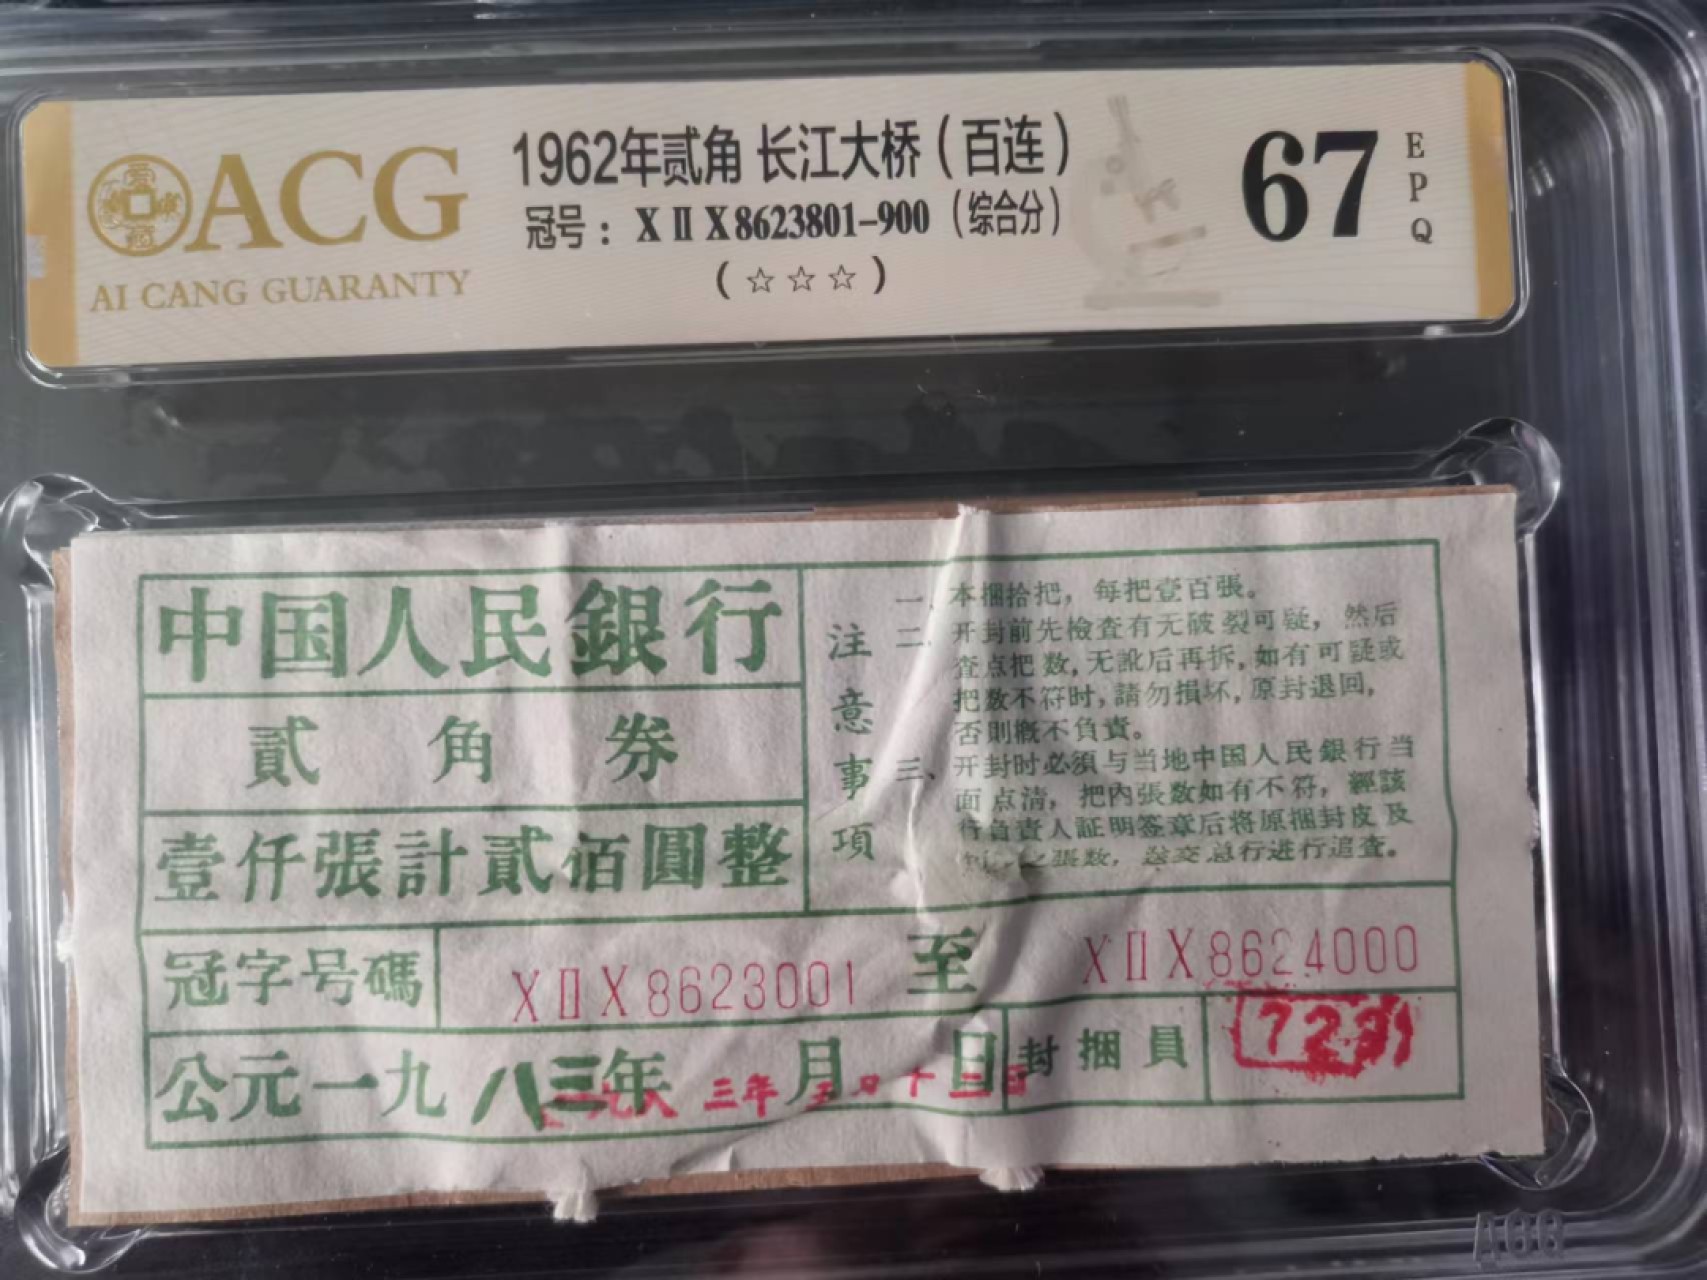 ACG
AI CANG GUARANTY
1962年贰角 长江大桥（百连）
冠号：XⅡX8623801-900（综合分）
（☆☆☆）
67
EPQ
中国人民銀行
貳角券
壹仟張計貳佰圓整
注意事項
一、本捆拾把，每把壹百張。
二、开封前先檢查有无破裂可疑，然后
查点把数，无訛后再拆，如有可疑或
把数不符时，請勿損坏，原封退回，
否則概不負責。
三、开封时必須与当地中国人民銀行当
面点清，把內張数如有不符，經該
行負責人証明签章后将原捆封皮及
之張数，送交总行进行追查。
冠字号碼
XⅡX8623001 至 XⅡX8624000
公元一九八三年 月 日
三年 月十二日
封捆員